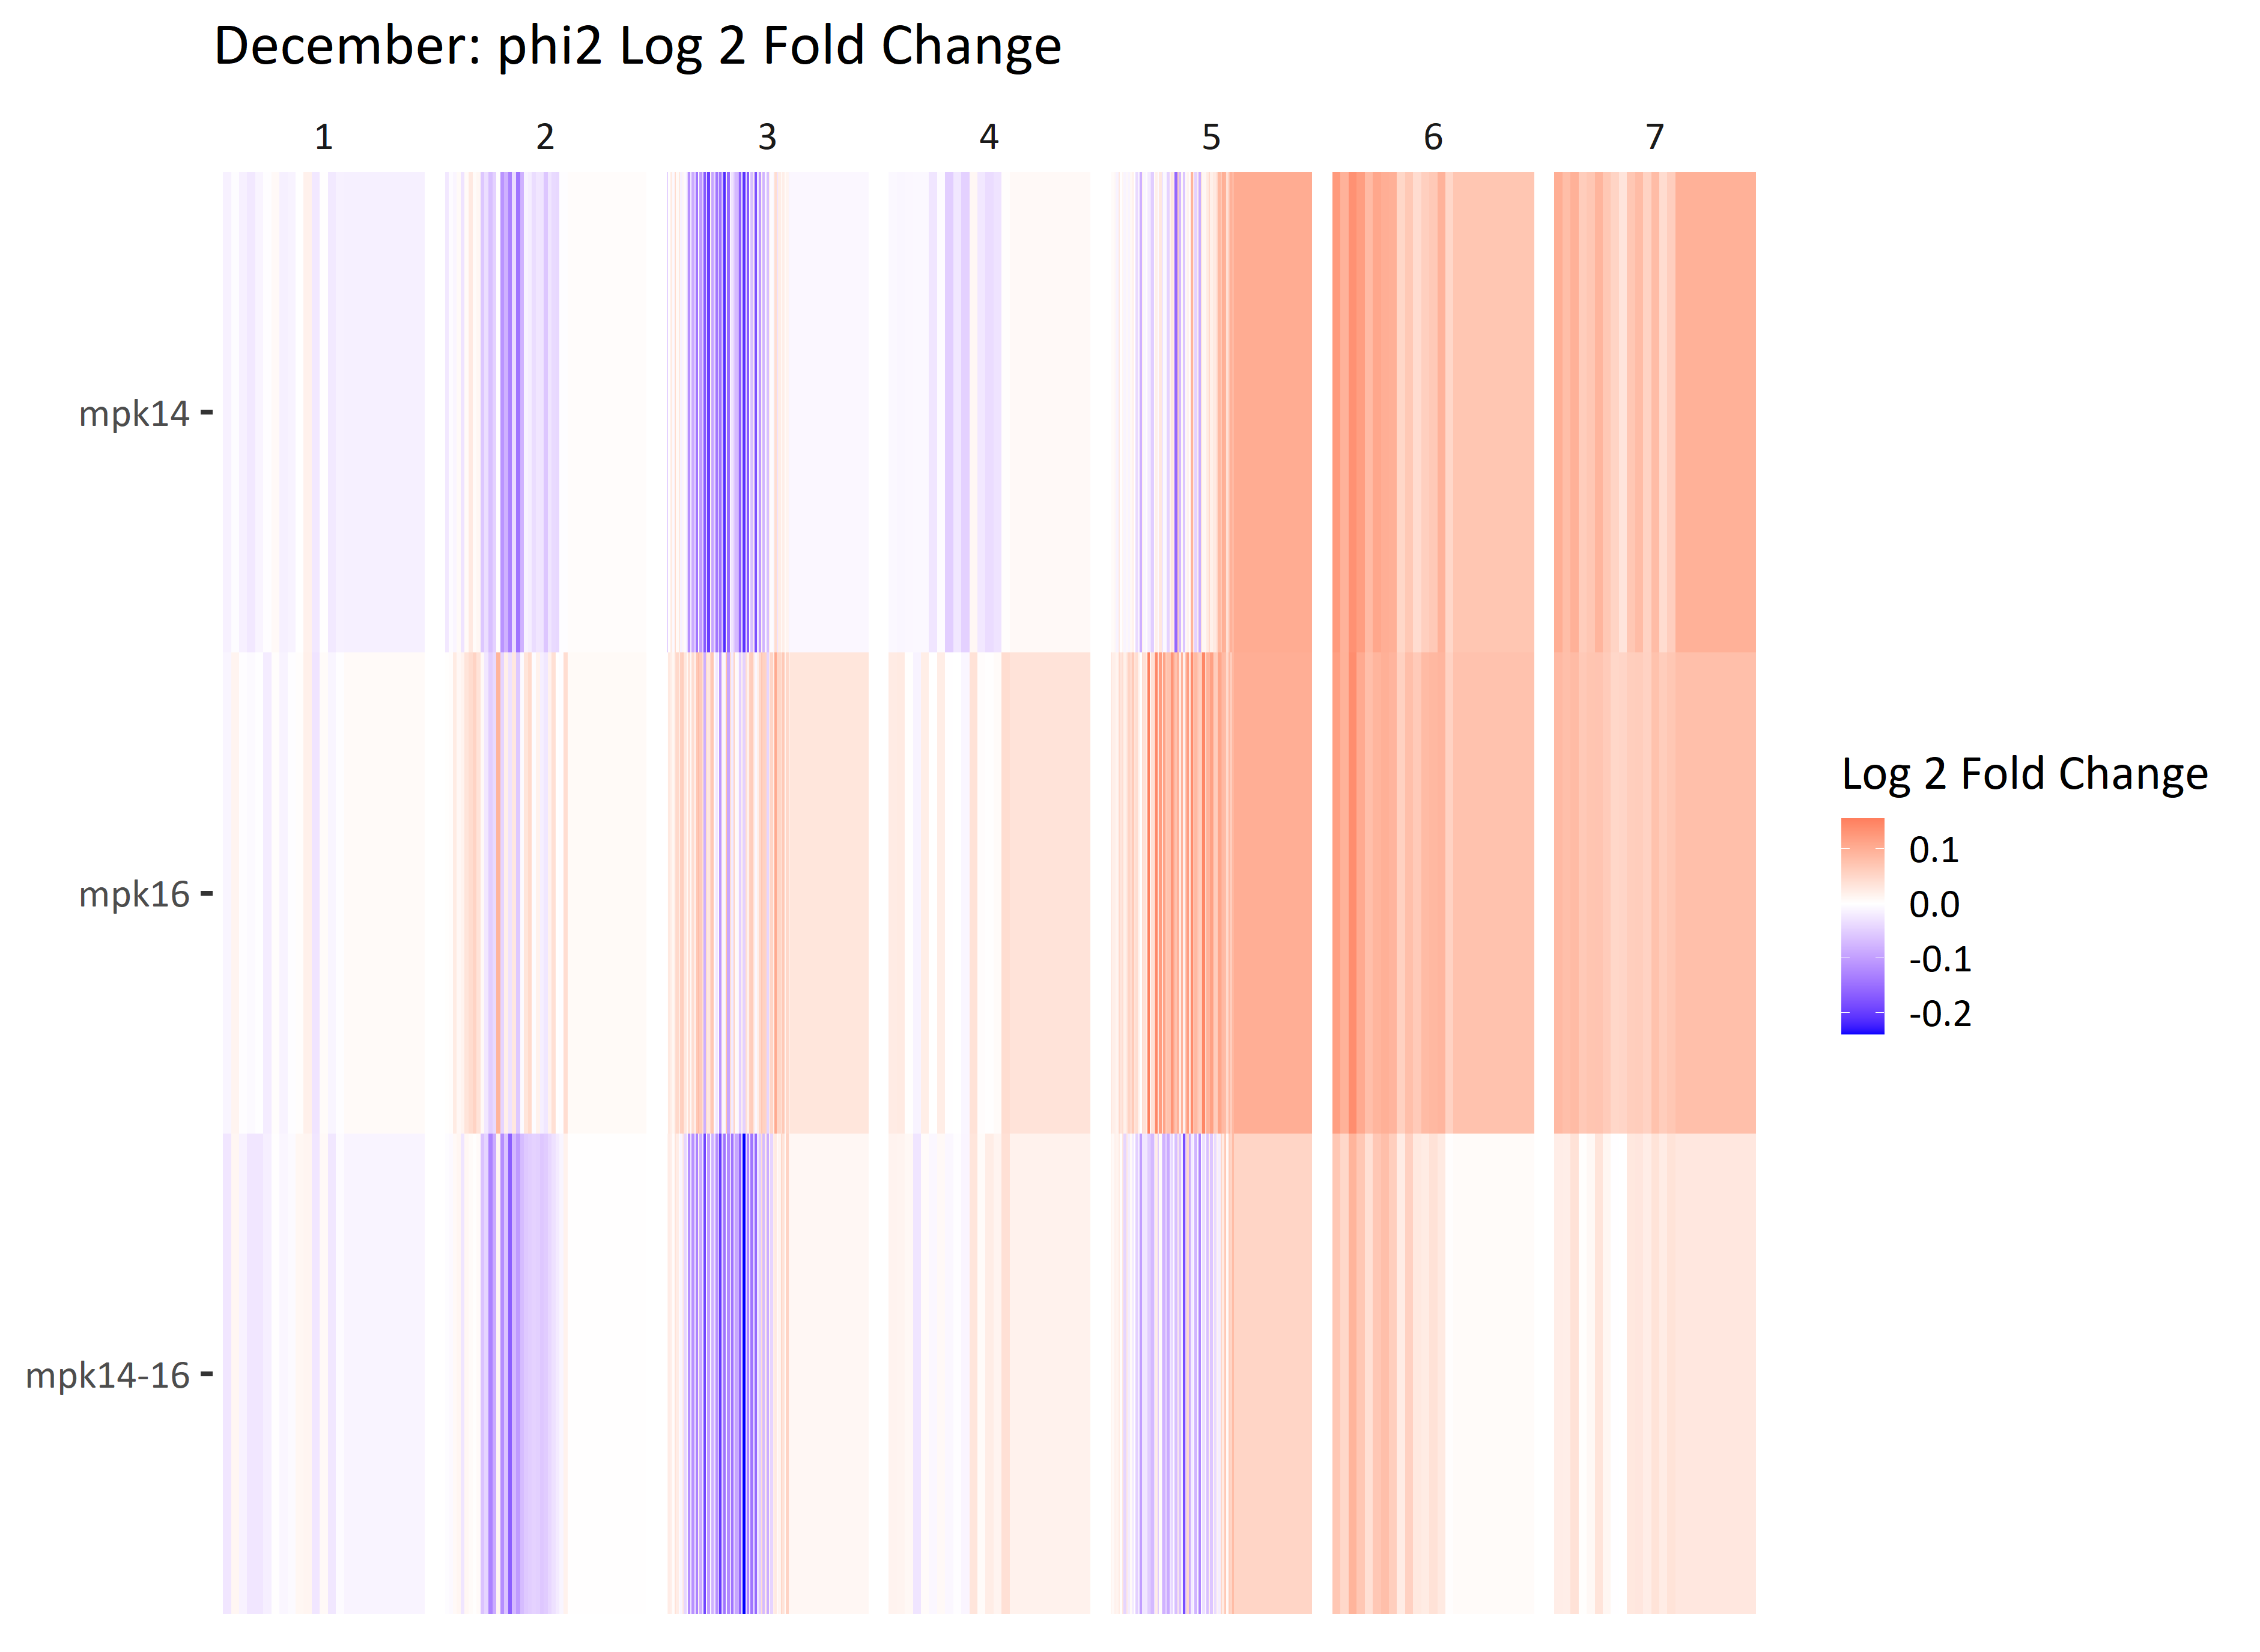 December: phi2 Log 2 Fold Change
1 2 3 4 5 6 7
mpk14
mpk16
mpk14-16
Log 2 Fold Change
0.1
0.0
-0.1
-0.2